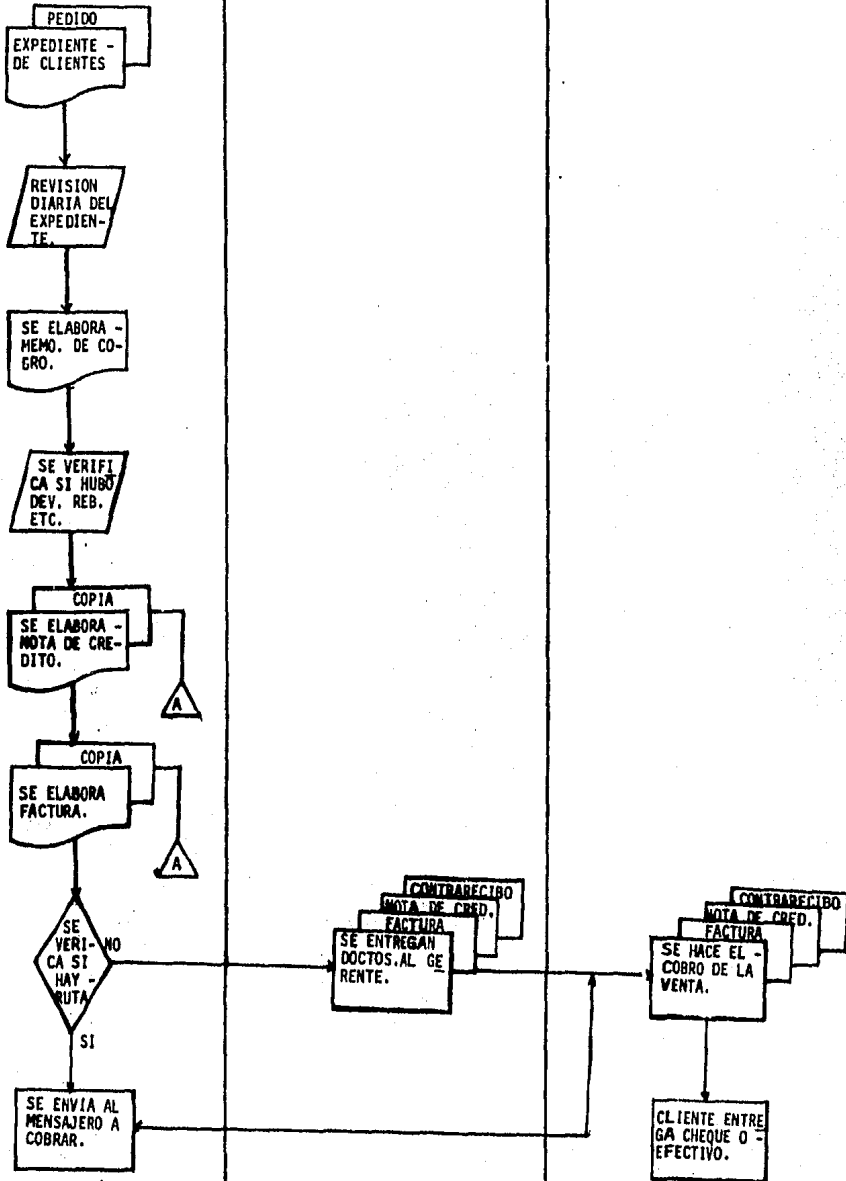 PEDIDO
EXPEDIENTE -
DE CLIENTES
REVISION
DIARIA DEL
EXPEDIEN-
TE.
SE ELABORA -
MEMO. DE CO-
GRO.
SE VERIFI
CA SI HUBO
DEV. REB.
ETC.
COPIA
SE ELABORA -
NOTA DE CRE-
DITO.
A
COPIA
SE ELABORA
FACTURA.
A
SE
VERI-
CA SI
HAY -
RUTA
NO
SI
SE ENVIA AL
MENSAJERO A
COBRAR.
CONTRARECIBO
NOTA DE CRED.
FACTURA
SE ENTREGAN
DOCTOS.AL GE
RENTE.
CONTRARECIBO
NOTA DE CRED.
FACTURA
SE HACE EL -
COBRO DE LA
VENTA.
CLIENTE ENTRE
GA CHEQUE O -
EFECTIVO.